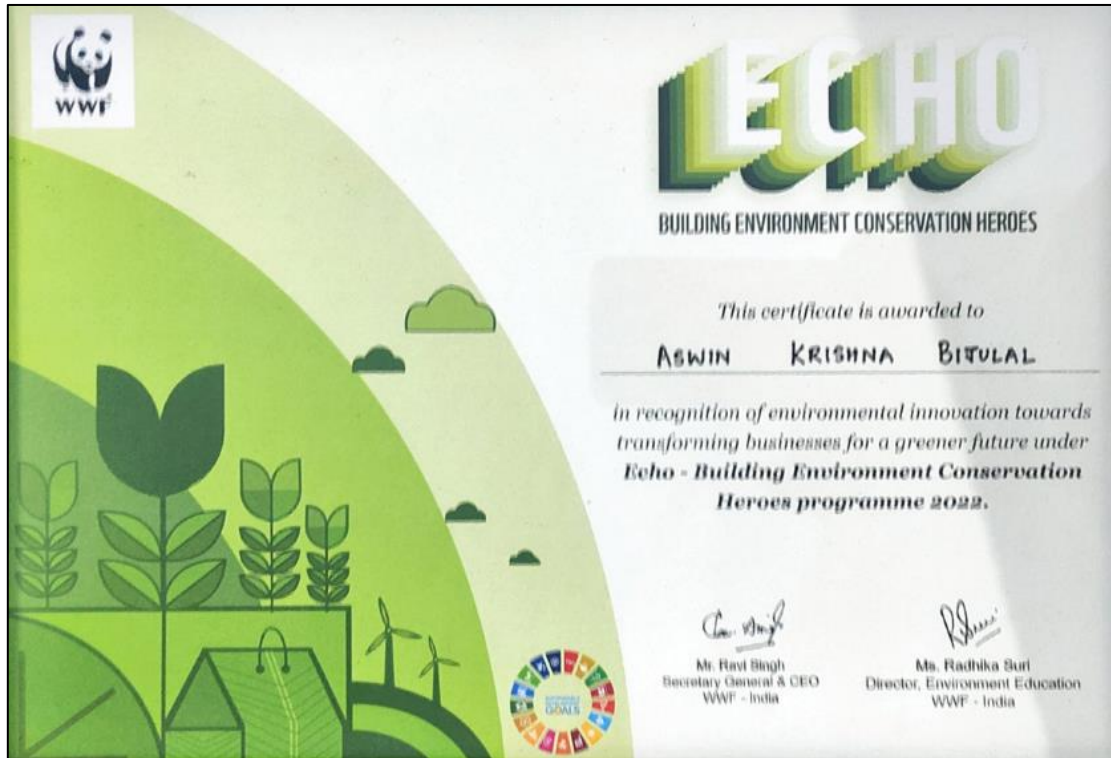 WWF
ECHO
BUILDING ENVIRONMENT CONSERVATION HEROES
This certificate is awarded to
ASWIN KRISHNA BIJULAL
in recognition of environmental innovation towards
transforming businesses for a greener future under
Echo - Building Environment Conservation
Heroes programme 2022.
Mr. Ravi Singh
Secretary General & CEO
WWF - India
Ms. Radhika Suri
Director, Environment Education
WWF - India
GOALS